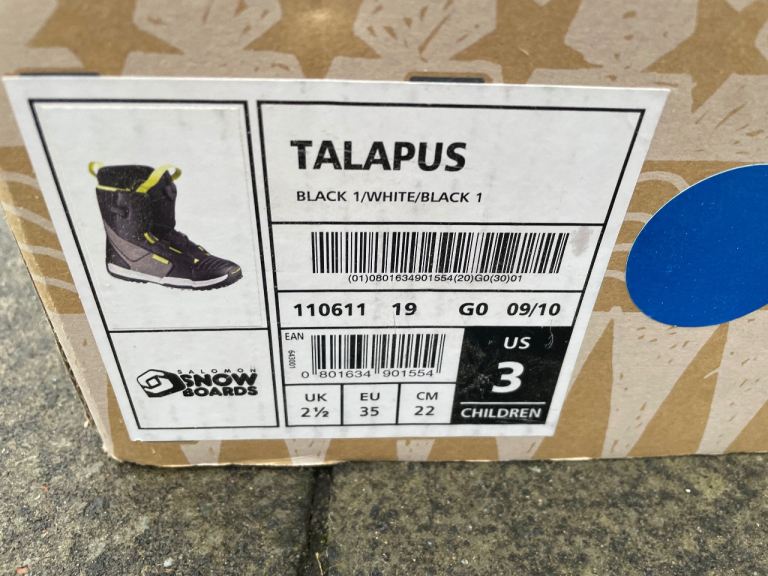 TALAPUS
BLACK 1/WHITE/BLACK 1
(01)0801634901554(20)G0(30)01
110611 19 G0 09/10
EAN
643001
0 801634 901554
US
3
CHILDREN
UK
2½
EU
35
CM
22
SALOMON
SNOW
BOARDS